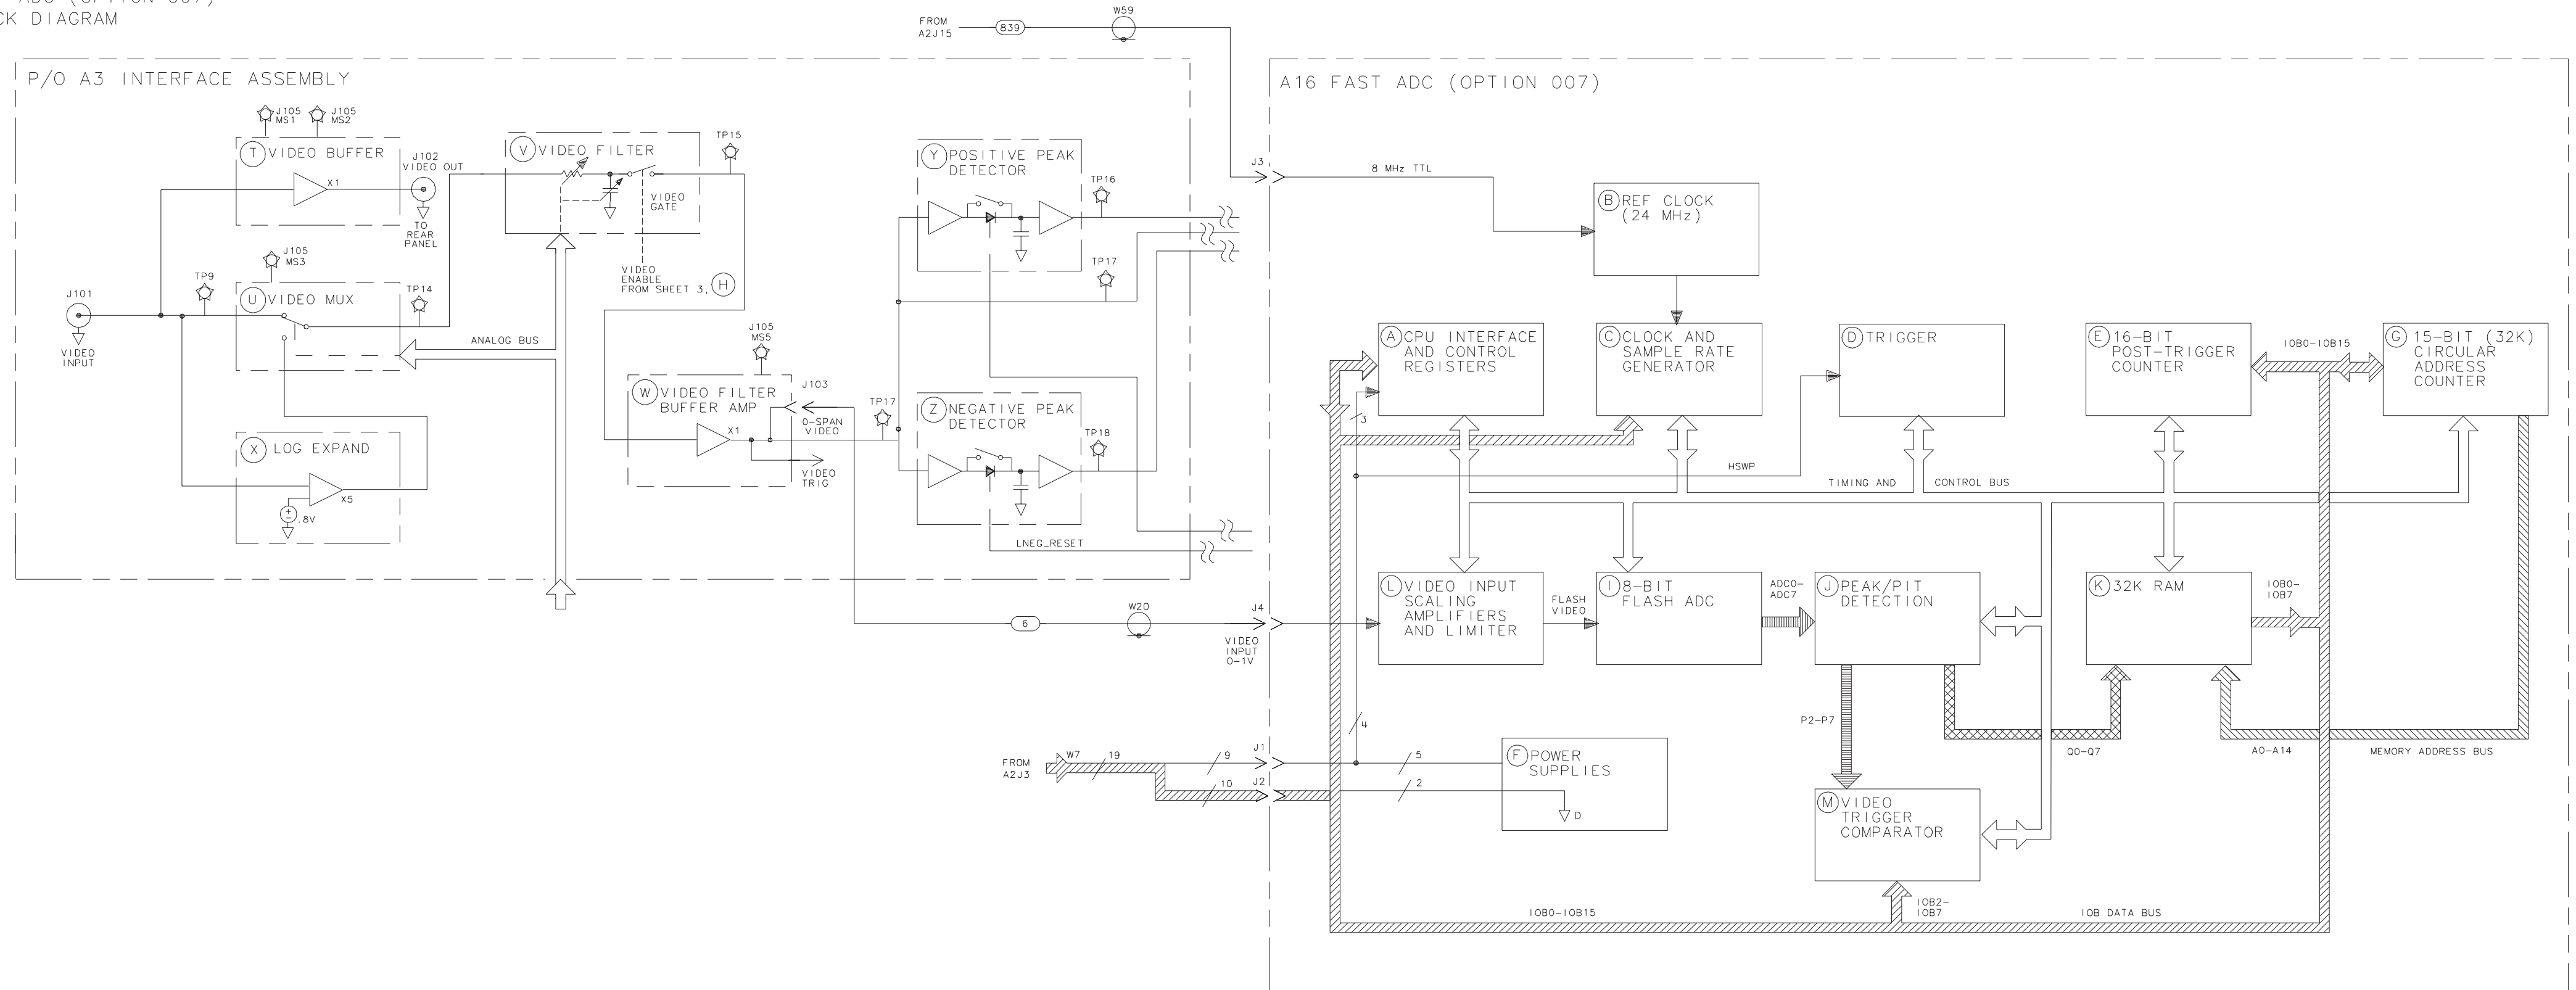 CK DIAGRAM
P/O A3 INTERFACE ASSEMBLY
J105
MS1
J105
MS2
T VIDEO BUFFER
X1
J102
VIDEO OUT
TO
REAR
PANEL
J101
VIDEO
INPUT
TP9
J105
MS3
U VIDEO MUX
TP14
ANALOG BUS
X LOG EXPAND
X5
+
-
.8V
V VIDEO FILTER
VIDEO
GATE
TP15
VIDEO
ENABLE
FROM SHEET 3, H
J105
MS5
W VIDEO FILTER
BUFFER AMP
X1
J103
0-SPAN
VIDEO
VIDEO
TRIG
TP17
Y POSITIVE PEAK
DETECTOR
TP16
TP17
Z NEGATIVE PEAK
DETECTOR
TP18
LNEG_RESET
FROM
A2J15
839
W59
J3
6
W20
J4
VIDEO
INPUT
0-1V
FROM
A2J3
W7
19
9
J1
10
J2
A16 FAST ADC (OPTION 007)
8 MHz TTL
B REF CLOCK
(24 MHz)
A CPU INTERFACE
AND CONTROL
REGISTERS
C CLOCK AND
SAMPLE RATE
GENERATOR
D TRIGGER
E 16-BIT
POST-TRIGGER
COUNTER
IOB0-IOB15
G 15-BIT (32K)
CIRCULAR
ADDRESS
COUNTER
3
HSWP
TIMING AND
CONTROL BUS
L VIDEO INPUT
SCALING
AMPLIFIERS
AND LIMITER
FLASH
VIDEO
I 8-BIT
FLASH ADC
ADC0-
ADC7
J PEAK/PIT
DETECTION
K 32K RAM
IOB0-
IOB7
4
P2-P7
Q0-Q7
A0-A14
MEMORY ADDRESS BUS
5
2
F POWER
SUPPLIES
D
M VIDEO
TRIGGER
COMPARATOR
IOB0-IOB15
IOB2-
IOB7
IOB DATA BUS